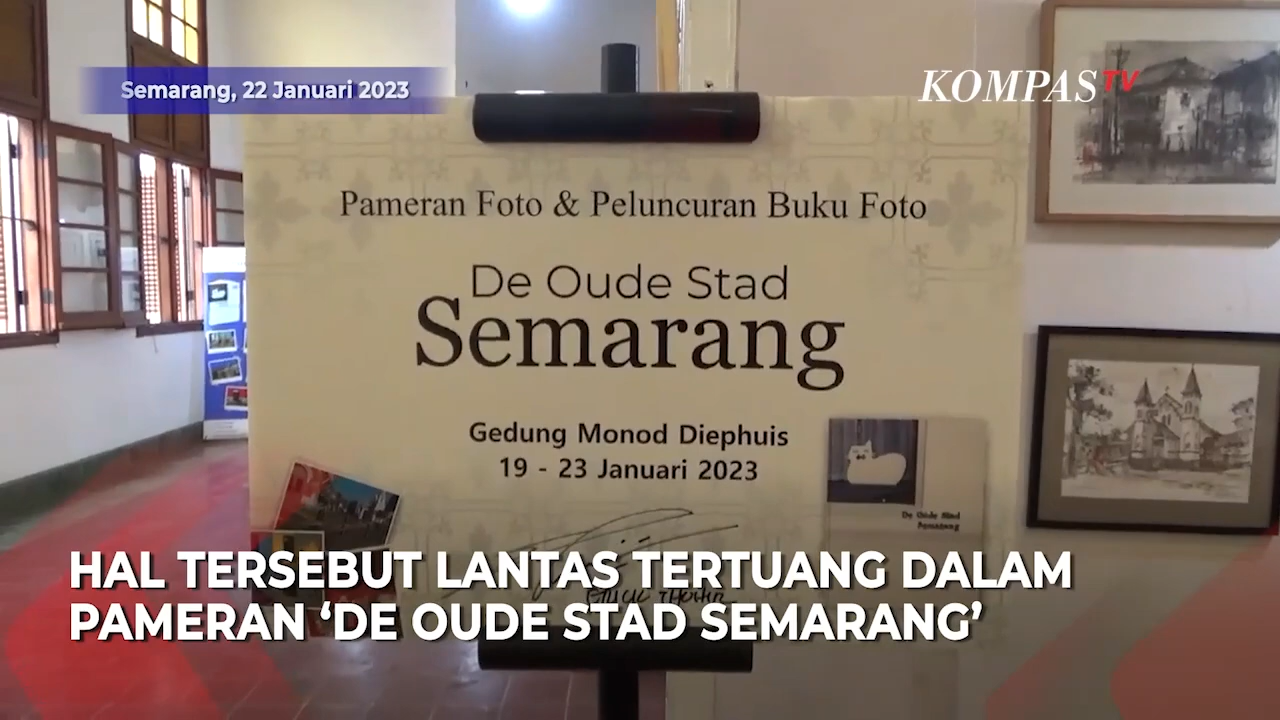 Semarang, 22 Januari 2023
KOMPAS TV
Pameran Foto & Peluncuran Buku Foto
De Oude Stad
Semarang
Gedung Monod Diephuis
19 - 23 Januari 2023
De Oude Stad
Semarang
HAL TERSEBUT LANTAS TERTUANG DALAM
PAMERAN ‘DE OUDE STAD SEMARANG’